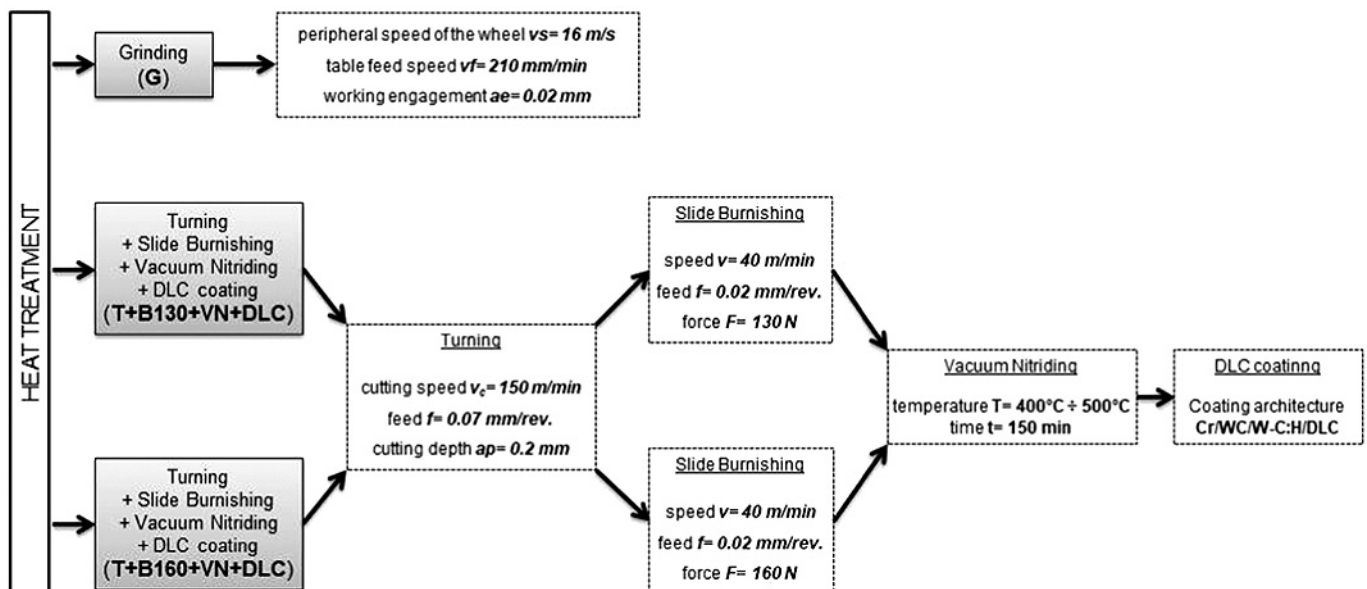 HEAT TREATMENT
Grinding
(G)
peripheral speed of the wheel vs= 16 m/s
table feed speed vf= 210 mm/min
working engagement ae= 0.02 mm
Turning
+ Slide Burnishing
+ Vacuum Nitriding
+ DLC coating
(T+B130+VN+DLC)
Turning
+ Slide Burnishing
+ Vacuum Nitriding
+ DLC coating
(T+B160+VN+DLC)
Turning
cutting speed vc= 150 m/min
feed f= 0.07 mm/rev.
cutting depth ap= 0.2 mm
Slide Burnishing
speed v= 40 m/min
feed f= 0.02 mm/rev.
force F= 130 N
Slide Burnishing
speed v= 40 m/min
feed f= 0.02 mm/rev.
force F= 160 N
Vacuum Nitriding
temperature T= 400°C ÷ 500°C
time t= 150 min
DLC coatinng
Coating architecture
Cr/WC/W-C:H/DLC